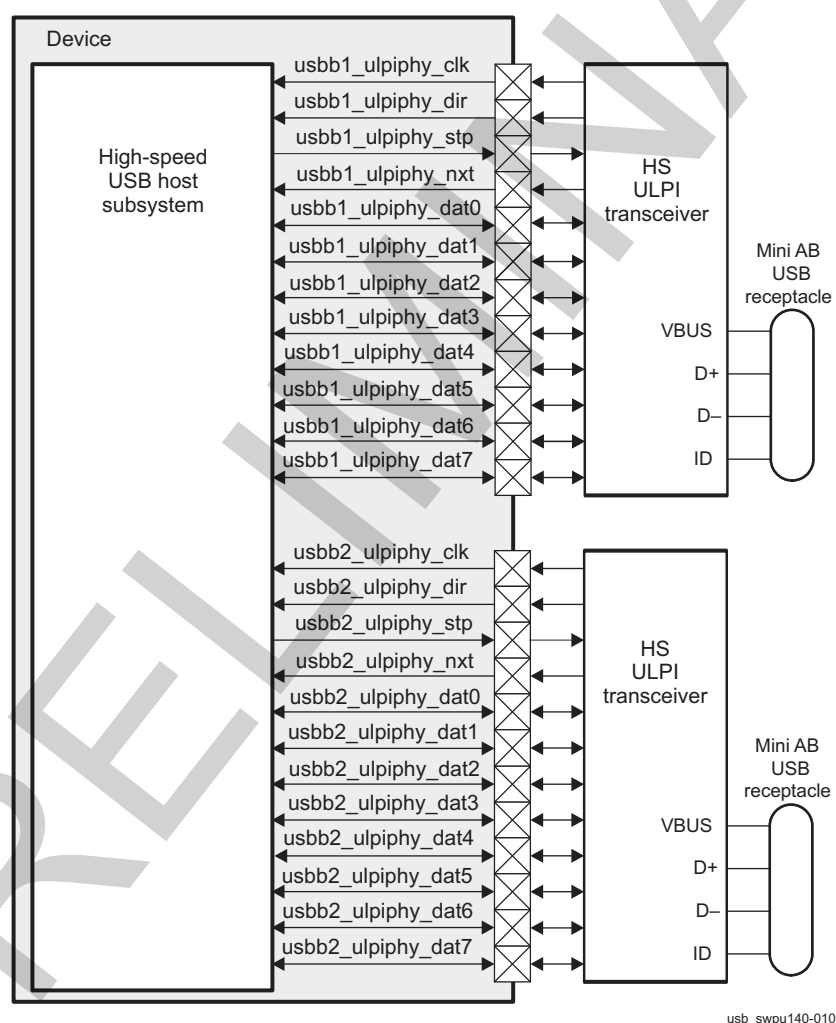 Device
High-speed
USB host
subsystem
usbb1_ulpiphy_clk
usbb1_ulpiphy_dir
usbb1_ulpiphy_stp
usbb1_ulpiphy_nxt
usbb1_ulpiphy_dat0
usbb1_ulpiphy_dat1
usbb1_ulpiphy_dat2
usbb1_ulpiphy_dat3
usbb1_ulpiphy_dat4
usbb1_ulpiphy_dat5
usbb1_ulpiphy_dat6
usbb1_ulpiphy_dat7
HS
ULPI
transceiver
VBUS
D+
D–
ID
Mini AB
USB
receptacle
usbb2_ulpiphy_clk
usbb2_ulpiphy_dir
usbb2_ulpiphy_stp
usbb2_ulpiphy_nxt
usbb2_ulpiphy_dat0
usbb2_ulpiphy_dat1
usbb2_ulpiphy_dat2
usbb2_ulpiphy_dat3
usbb2_ulpiphy_dat4
usbb2_ulpiphy_dat5
usbb2_ulpiphy_dat6
usbb2_ulpiphy_dat7
HS
ULPI
transceiver
VBUS
D+
D–
ID
Mini AB
USB
receptacle
usb_swpu140-010